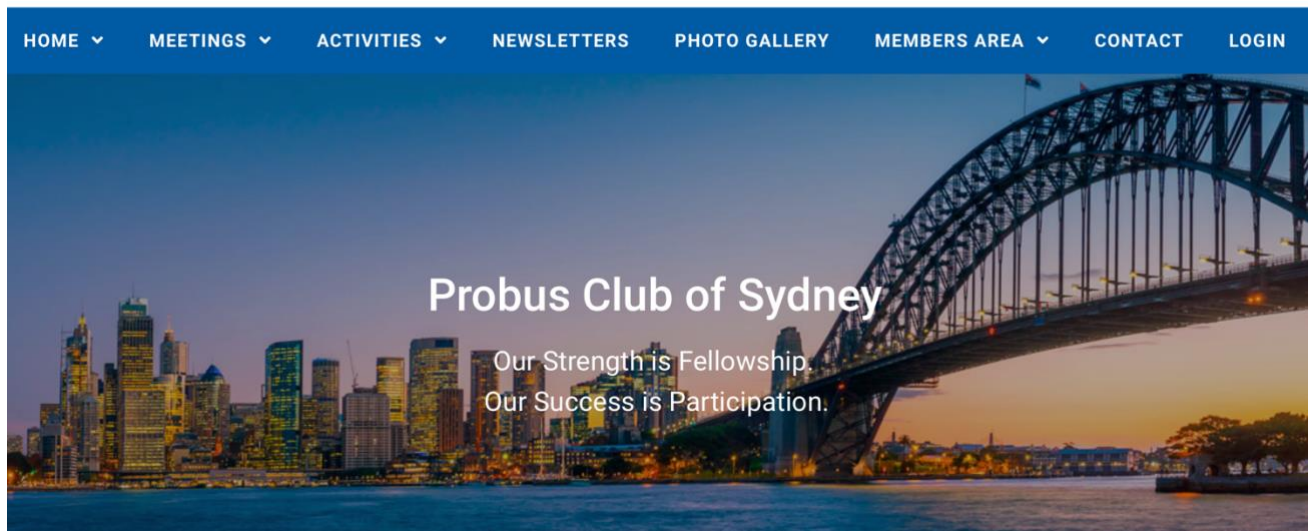 HOME MEETINGS ACTIVITIES NEWSLETTERS PHOTO GALLERY MEMBERS AREA CONTACT LOGIN
Probus Club of Sydney
Our Strength is Fellowship.
Our Success is Participation.